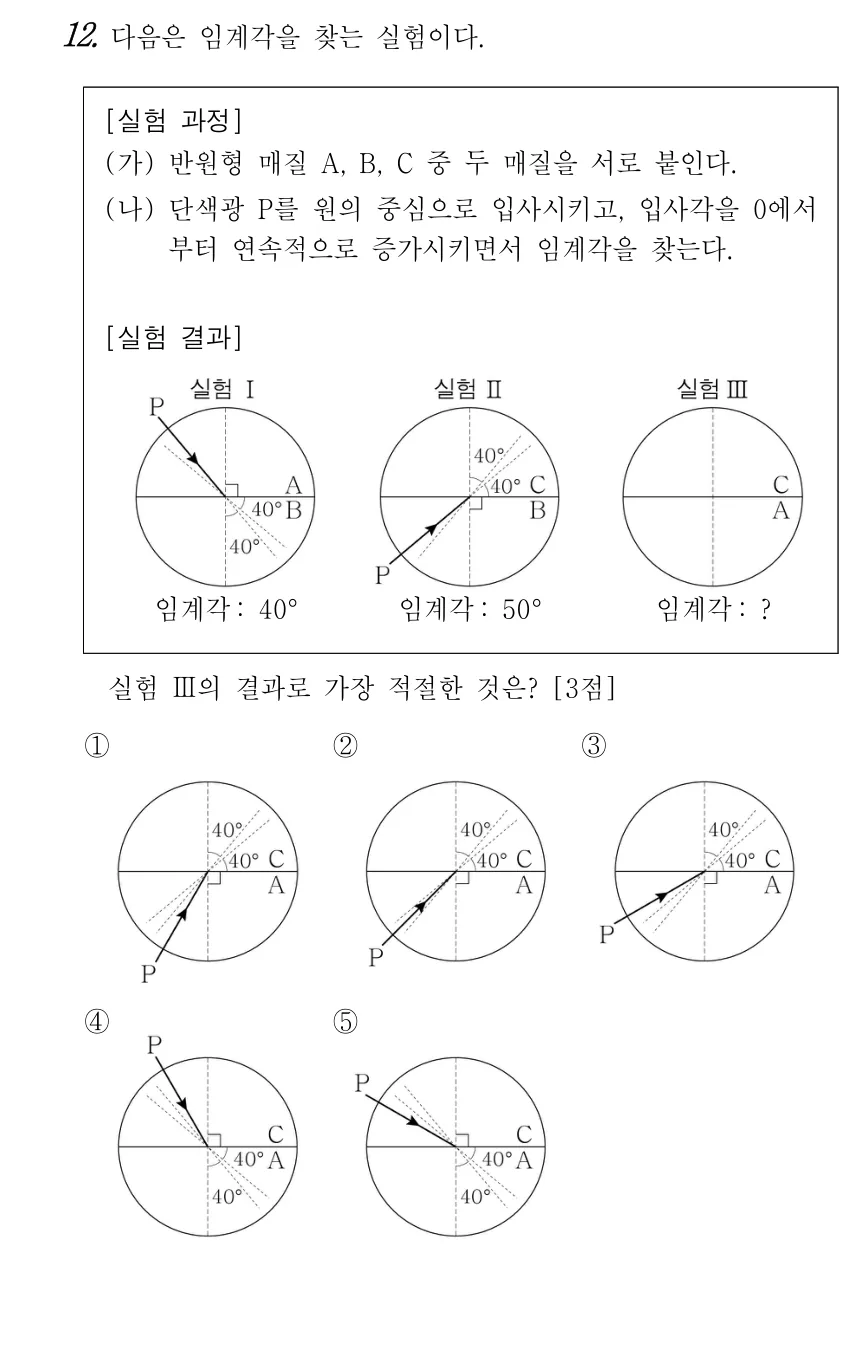 12. 다음은 임계각을 찾는 실험이다.
[실험 과정]
(가) 반원형 매질 A, B, C 중 두 매질을 서로 붙인다.
(나) 단색광 P를 원의 중심으로 입사시키고, 입사각을 0에서
부터 연속적으로 증가시키면서 임계각을 찾는다.
[실험 결과]
실험 Ⅰ
P
A
40° B
40°
임계각: 40°
실험 Ⅱ
40°
40° C
B
P
임계각: 50°
실험 Ⅲ
C
A
임계각: ?
실험 Ⅲ의 결과로 가장 적절한 것은? [3점]
①
40°
40° C
A
P
②
40°
40° C
A
P
③
40°
40° C
A
P
④
P
C
40° A
40°
⑤
P
C
40° A
40°